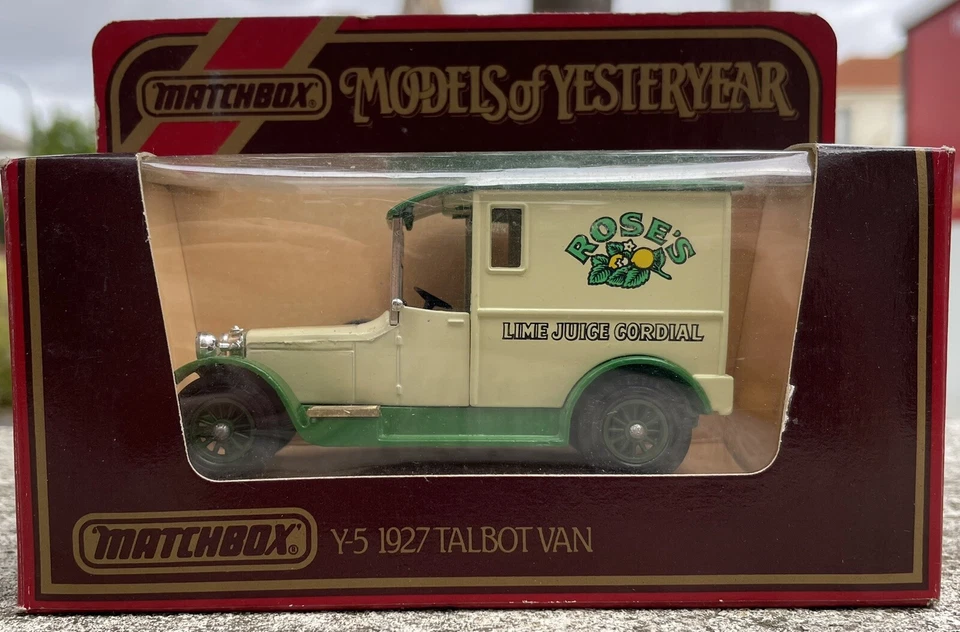 MATCHBOX® MODELS of YESTERYEAR
ROSE'S
LIME JUICE CORDIAL
MATCHBOX® Y-5 1927 TALBOT VAN